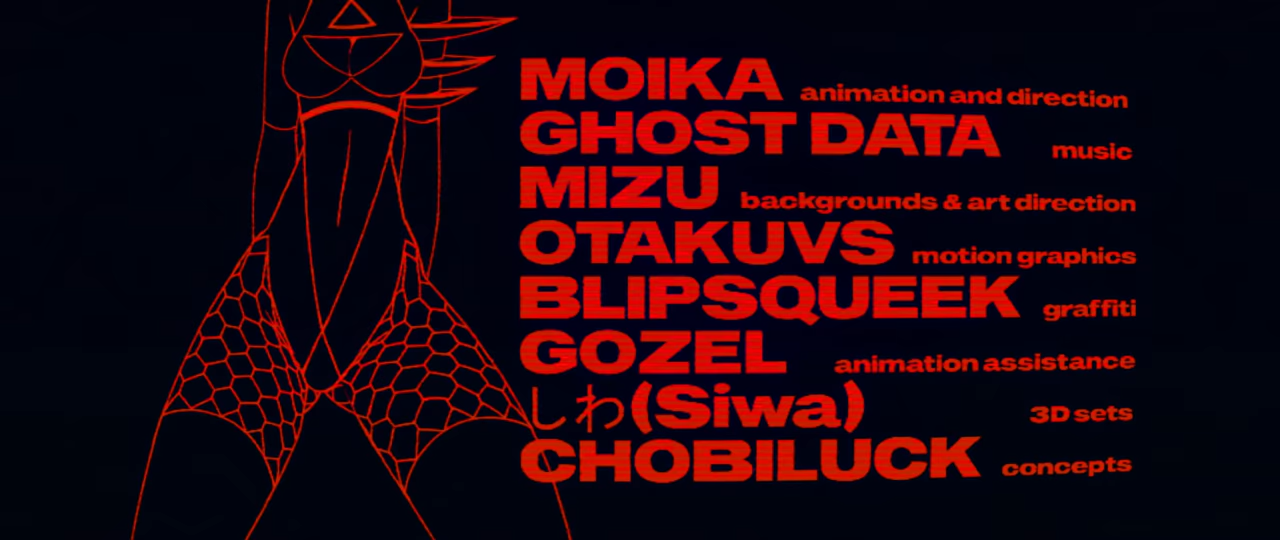 MOIKA animation and direction
GHOST DATA music
MIZU backgrounds & art direction
OTAKUVS motion graphics
BLIPSQUEEK graffiti
GOZEL animation assistance
しわ(Siwa) 3D sets
CHOBILUCK concepts